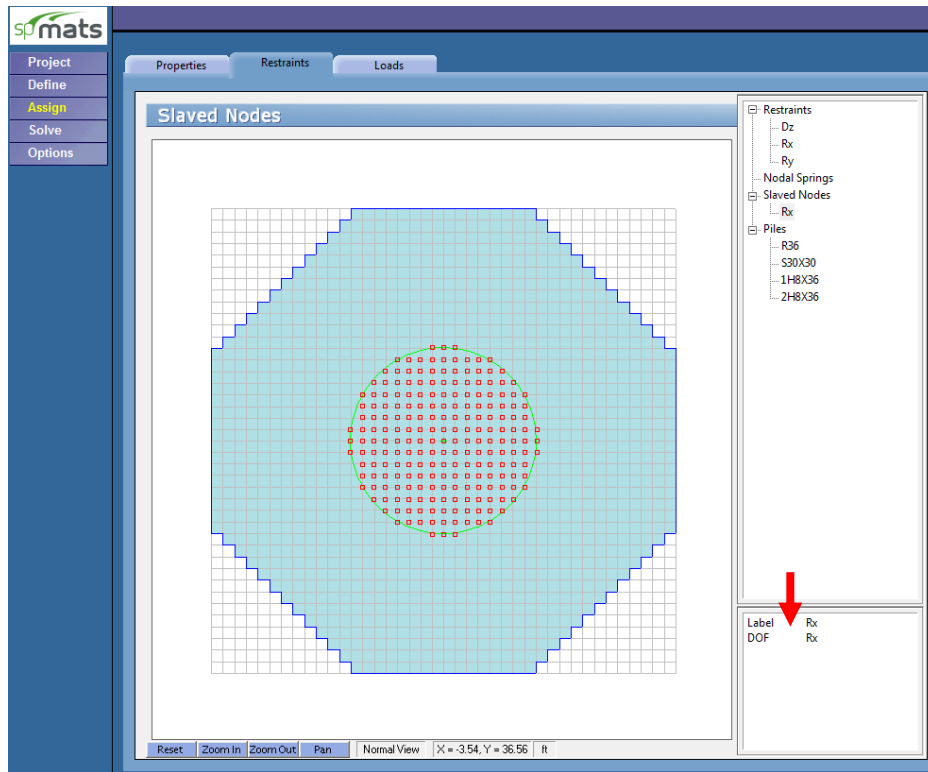 spmats
Project
Define
Assign
Solve
Options
Properties Restraints Loads
Slaved Nodes
Restraints
Dz
Rx
Ry
Nodal Springs
Slaved Nodes
Rx
Piles
R36
S30X30
1H8X36
2H8X36
Label Rx
DOF Rx
Reset Zoom In Zoom Out Pan Normal View X = -3.54, Y = 36.56 ft